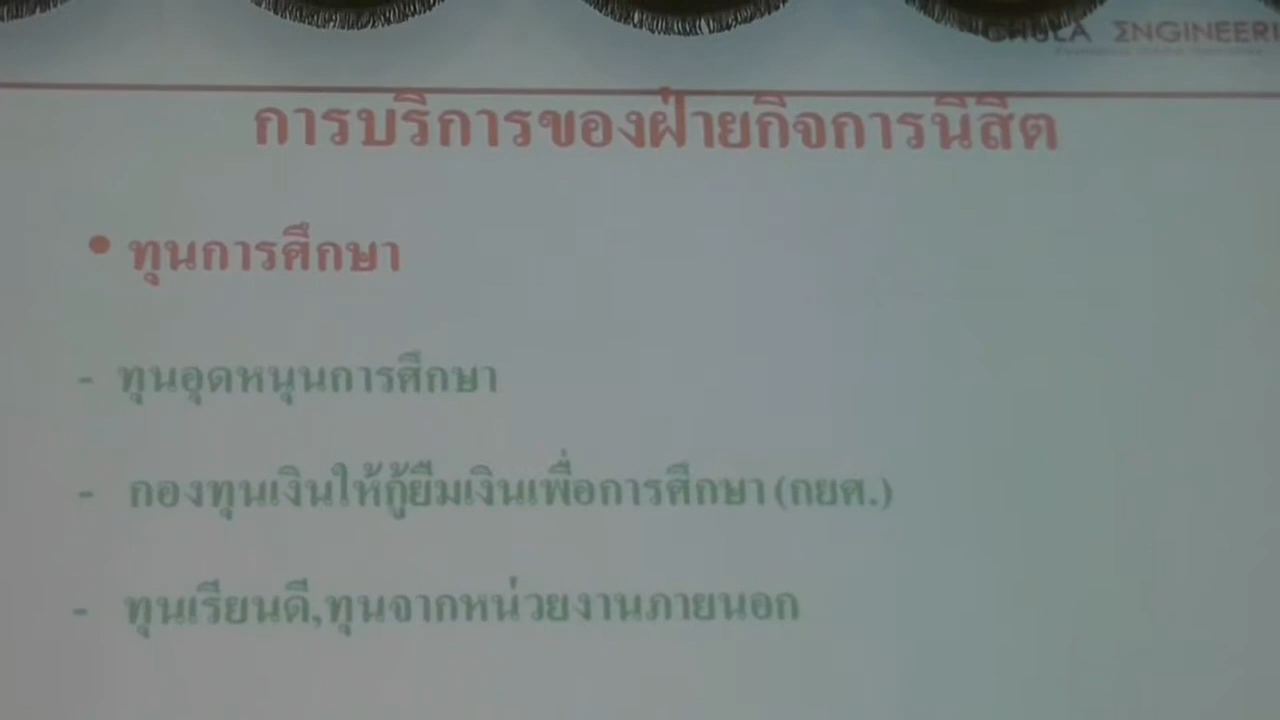 CHULA ΣNGINEERI
การบริการของฝ่ายกิจการนิสิต
• ทุนการศึกษา
- ทุนอุดหนุนการศึกษา
- กองทุนเงินให้กู้ยืมเงินเพื่อการศึกษา (กยศ.)
- ทุนเรียนดี,ทุนจากหน่วยงานภายนอก